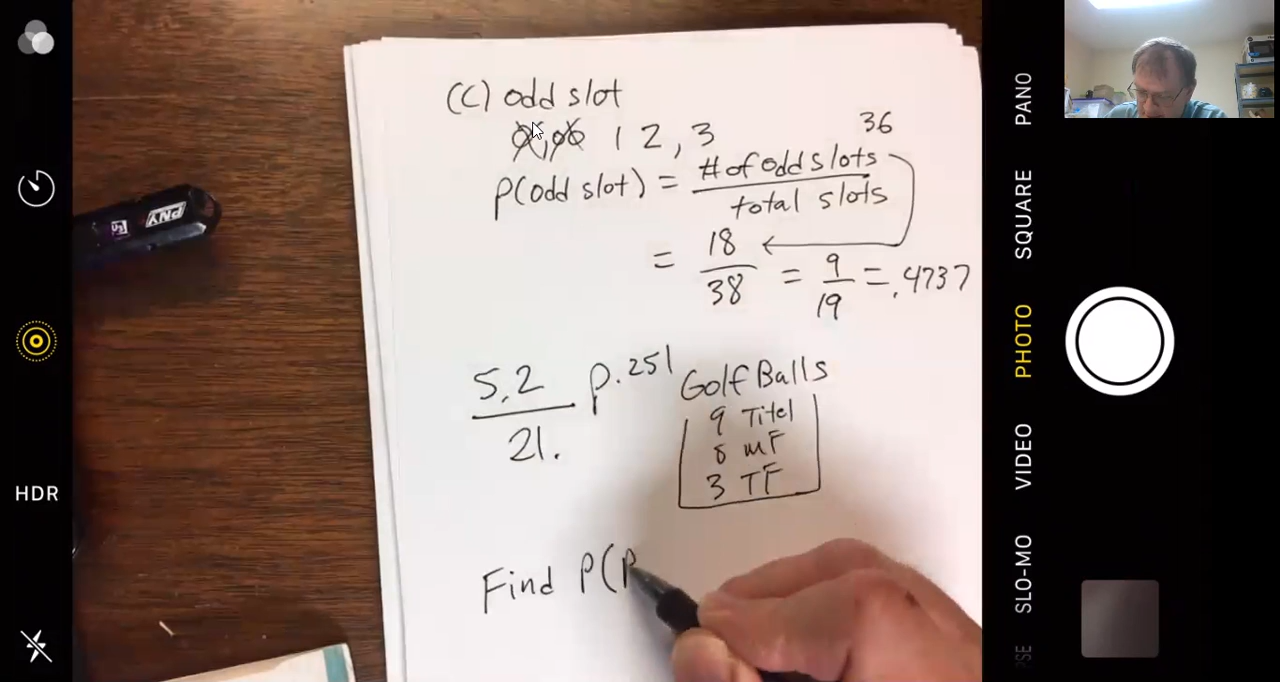 (C) odd slot
0, 00 1 2, 3
36
p(odd slot) = # of odd slots
total slots
= 18
38
= 9
19
= .4737
5.2
21.
p.251
Golf Balls
9 Titel
8 MF
3 TF
Find P(P
PNY
HDR
PANO
SQUARE
PHOTO
VIDEO
SLO-MO